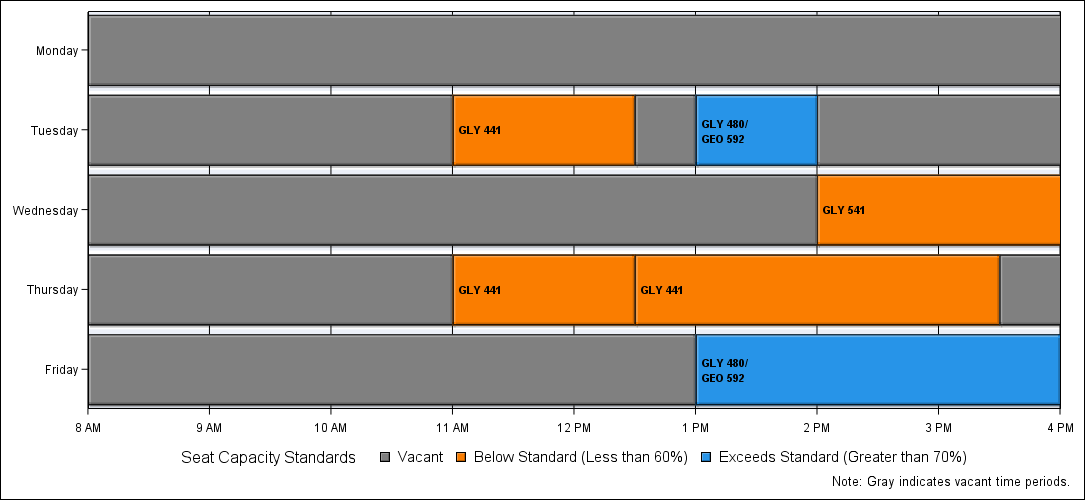 Monday
Tuesday
GLY 441
GLY 480/
GEO 592
Wednesday
GLY 541
Thursday
GLY 441
GLY 441
Friday
GLY 480/
GEO 592
8 AM 9 AM 10 AM 11 AM 12 PM 1 PM 2 PM 3 PM 4 PM
Seat Capacity Standards Vacant Below Standard (Less than 60%) Exceeds Standard (Greater than 70%)
Note: Gray indicates vacant time periods.